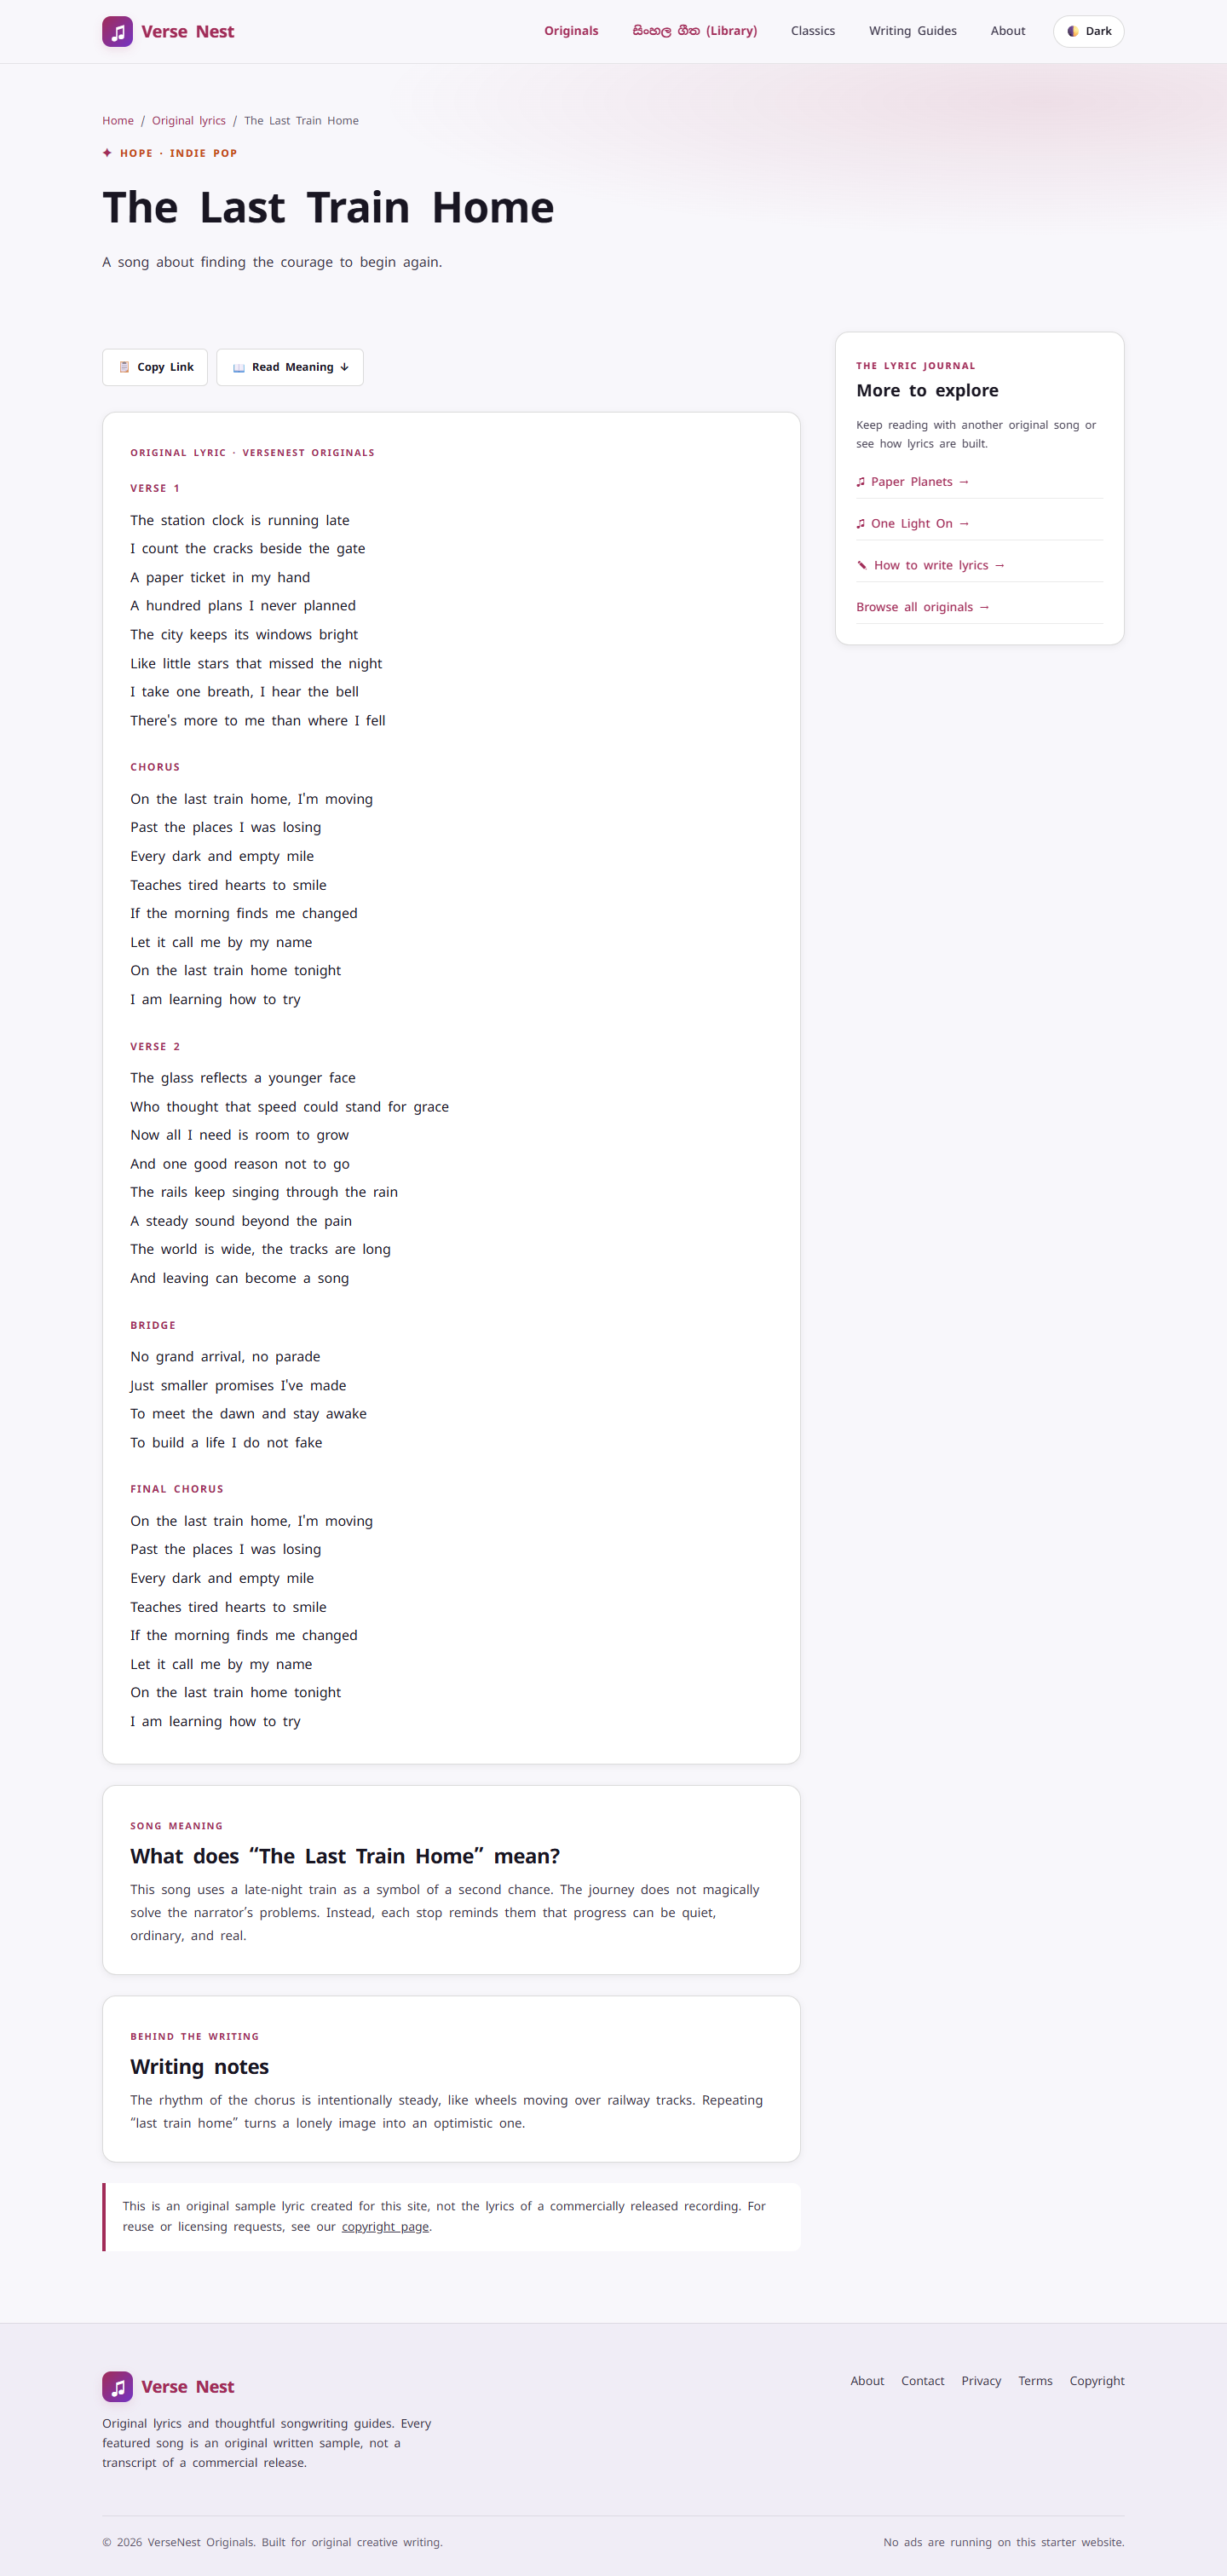 Verse Nest
Originals
සිංහල ගීත (Library)
Classics
Writing Guides
About
Dark
Home / Original lyrics / The Last Train Home
✦ HOPE · INDIE POP
The Last Train Home
A song about finding the courage to begin again.
Copy Link
Read Meaning ↓
ORIGINAL LYRIC · VERSENEST ORIGINALS
VERSE 1
The station clock is running late
I count the cracks beside the gate
A paper ticket in my hand
A hundred plans I never planned
The city keeps its windows bright
Like little stars that missed the night
I take one breath, I hear the bell
There's more to me than where I fell
CHORUS
On the last train home, I'm moving
Past the places I was losing
Every dark and empty mile
Teaches tired hearts to smile
If the morning finds me changed
Let it call me by my name
On the last train home tonight
I am learning how to try
VERSE 2
The glass reflects a younger face
Who thought that speed could stand for grace
Now all I need is room to grow
And one good reason not to go
The rails keep singing through the rain
A steady sound beyond the pain
The world is wide, the tracks are long
And leaving can become a song
BRIDGE
No grand arrival, no parade
Just smaller promises I've made
To meet the dawn and stay awake
To build a life I do not fake
FINAL CHORUS
On the last train home, I'm moving
Past the places I was losing
Every dark and empty mile
Teaches tired hearts to smile
If the morning finds me changed
Let it call me by my name
On the last train home tonight
I am learning how to try
SONG MEANING
What does “The Last Train Home” mean?
This song uses a late-night train as a symbol of a second chance. The journey does not magically
solve the narrator’s problems. Instead, each stop reminds them that progress can be quiet,
ordinary, and real.
BEHIND THE WRITING
Writing notes
The rhythm of the chorus is intentionally steady, like wheels moving over railway tracks. Repeating
“last train home” turns a lonely image into an optimistic one.
This is an original sample lyric created for this site, not the lyrics of a commercially released recording. For
reuse or licensing requests, see our copyright page.
THE LYRIC JOURNAL
More to explore
Keep reading with another original song or
see how lyrics are built.
♫ Paper Planets →
♫ One Light On →
✎ How to write lyrics →
Browse all originals →
Verse Nest
Original lyrics and thoughtful songwriting guides. Every
featured song is an original written sample, not a
transcript of a commercial release.
About
Contact
Privacy
Terms
Copyright
© 2026 VerseNest Originals. Built for original creative writing.
No ads are running on this starter website.